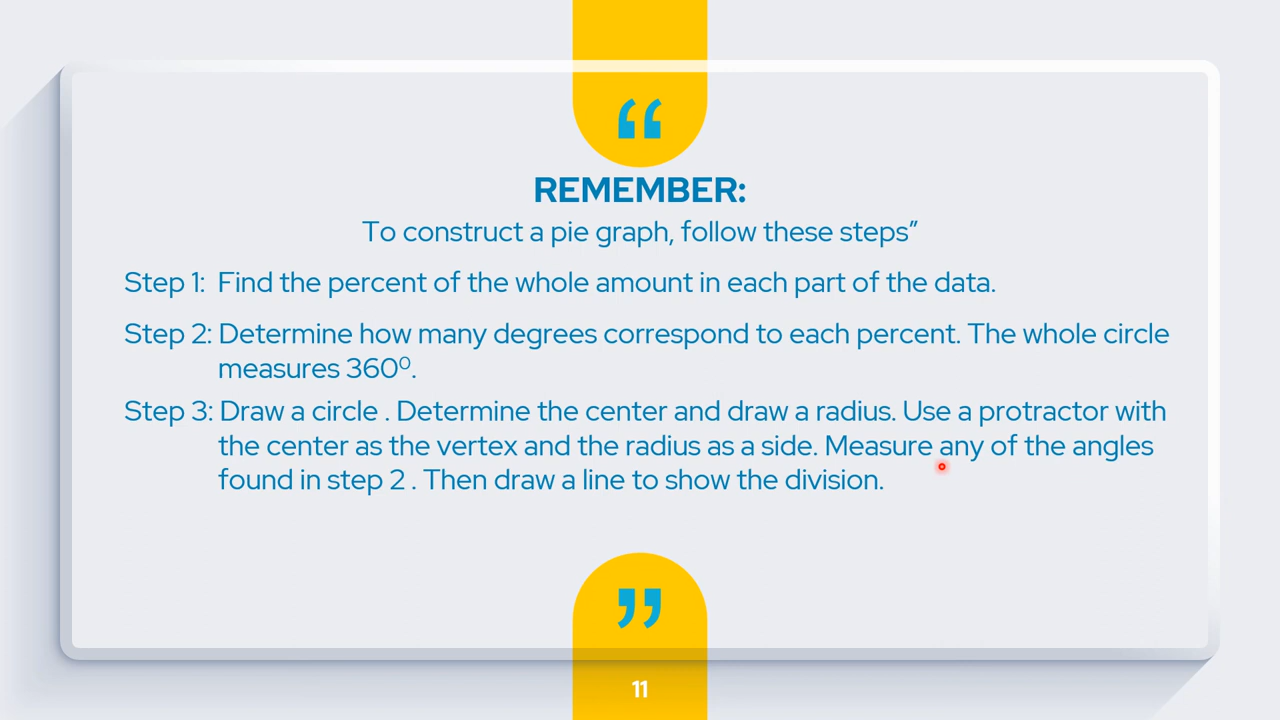 “
REMEMBER:
To construct a pie graph, follow these steps”
Step 1: Find the percent of the whole amount in each part of the data.
Step 2: Determine how many degrees correspond to each percent. The whole circle
measures 360⁰.
Step 3: Draw a circle . Determine the center and draw a radius. Use a protractor with
the center as the vertex and the radius as a side. Measure any of the angles
found in step 2 . Then draw a line to show the division.
”
11